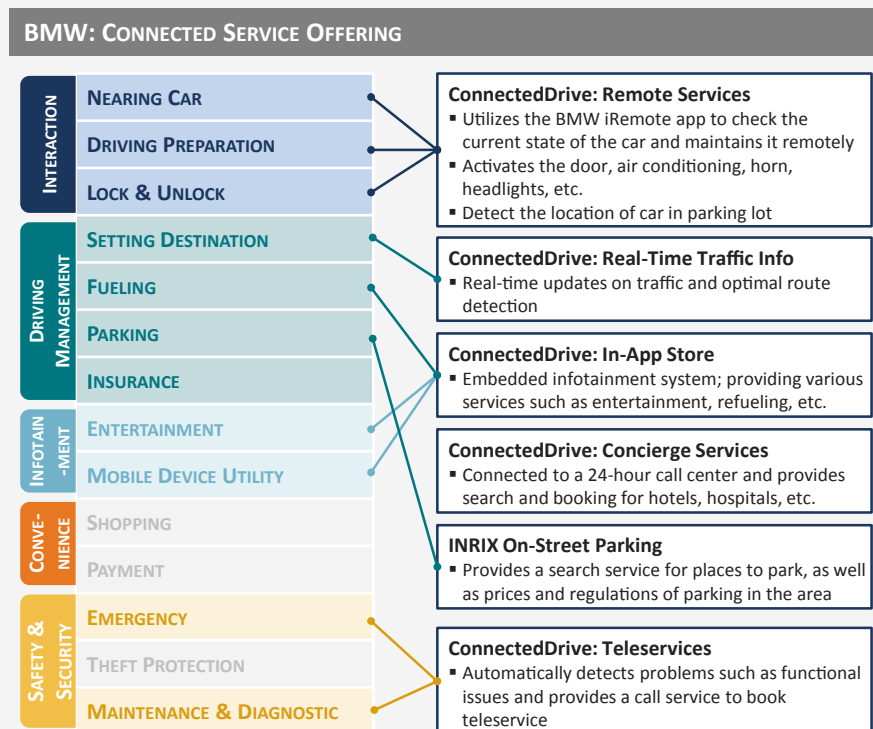 BMW: Connected Service Offering
Interaction
Nearing Car
Driving Preparation
Lock & Unlock
Driving
Management
Setting Destination
Fueling
Parking
Insurance
Infotain
-ment
Entertainment
Mobile Device Utility
Conve-
nience
Shopping
Payment
Safety &
Security
Emergency
Theft Protection
Maintenance & Diagnostic
ConnectedDrive: Remote Services
▪ Utilizes the BMW iRemote app to check the
current state of the car and maintains it remotely
▪ Activates the door, air conditioning, horn,
headlights, etc.
▪ Detect the location of car in parking lot
ConnectedDrive: Real-Time Traffic Info
▪ Real-time updates on traffic and optimal route
detection
ConnectedDrive: In-App Store
▪ Embedded infotainment system; providing various
services such as entertainment, refueling, etc.
ConnectedDrive: Concierge Services
▪ Connected to a 24-hour call center and provides
search and booking for hotels, hospitals, etc.
INRIX On-Street Parking
▪ Provides a search service for places to park, as well
as prices and regulations of parking in the area
ConnectedDrive: Teleservices
▪ Automatically detects problems such as functional
issues and provides a call service to book
teleservice